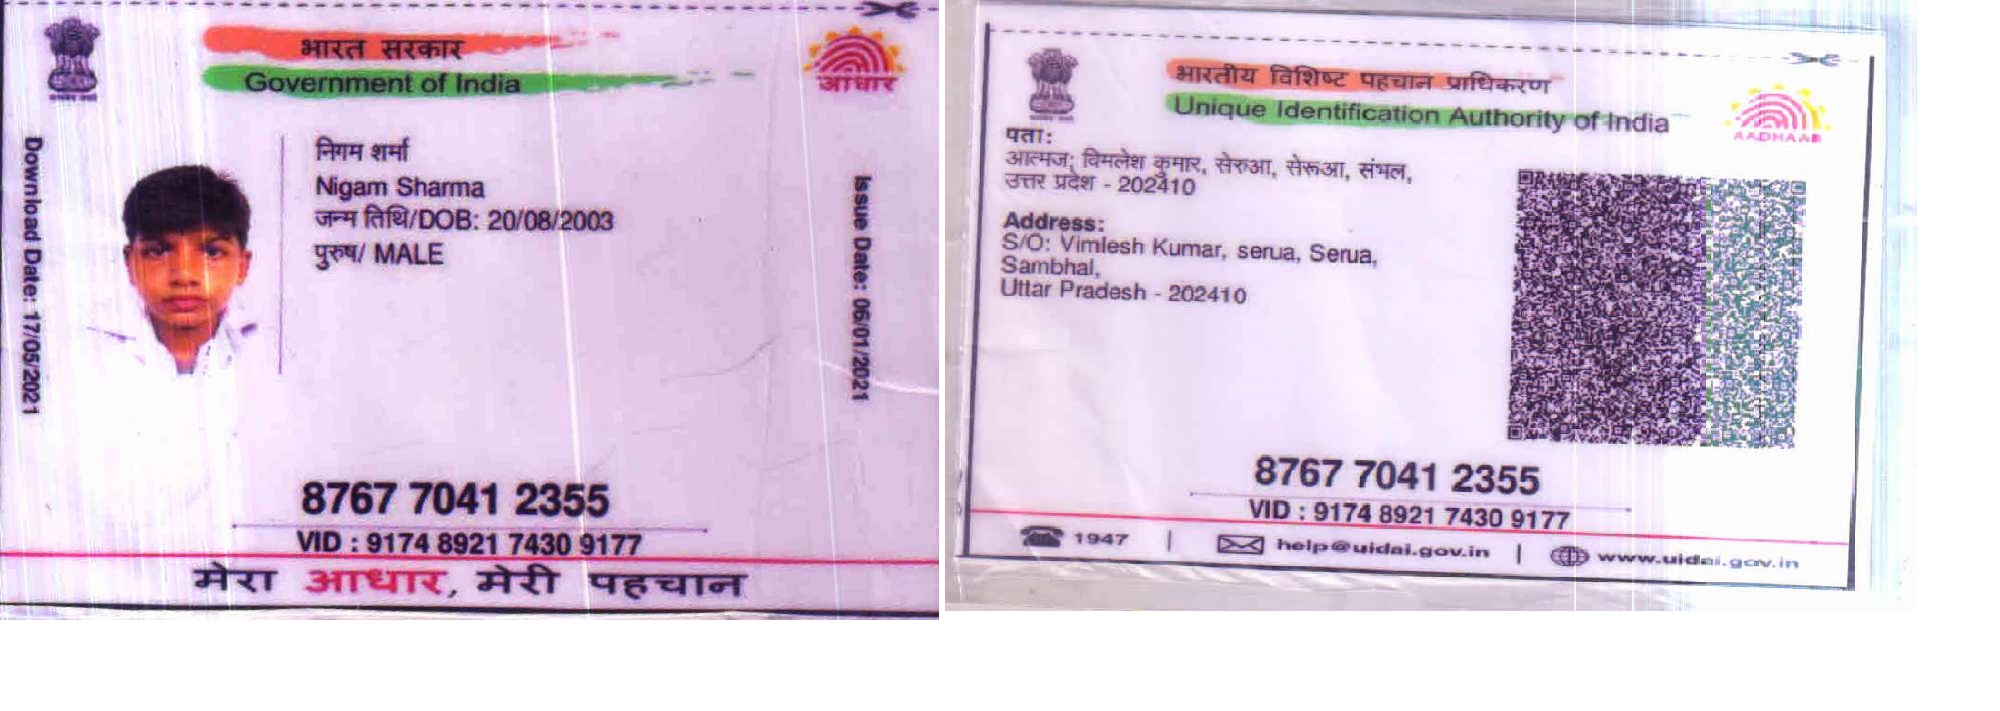 भारत सरकार
Government of India
आधार
Download Date: 17/05/2021
निगम शर्मा
Nigam Sharma
जन्म तिथि/DOB: 20/08/2003
पुरुष/ MALE
Issue Date: 06/01/2021
8767 7041 2355
VID : 9174 8921 7430 9177
मेरा आधार, मेरी पहचान
भारतीय विशिष्ट पहचान प्राधिकरण
Unique Identification Authority of India
AADHAAR
पता:
आत्मज: विमलेश कुमार, सेरुआ, सेरूआ, संभल,
उत्तर प्रदेश - 202410
Address:
S/O: Vimlesh Kumar, serua, Serua,
Sambhal,
Uttar Pradesh - 202410
8767 7041 2355
VID : 9174 8921 7430 9177
1947 | help@uidai.gov.in | www.uidai.gov.in